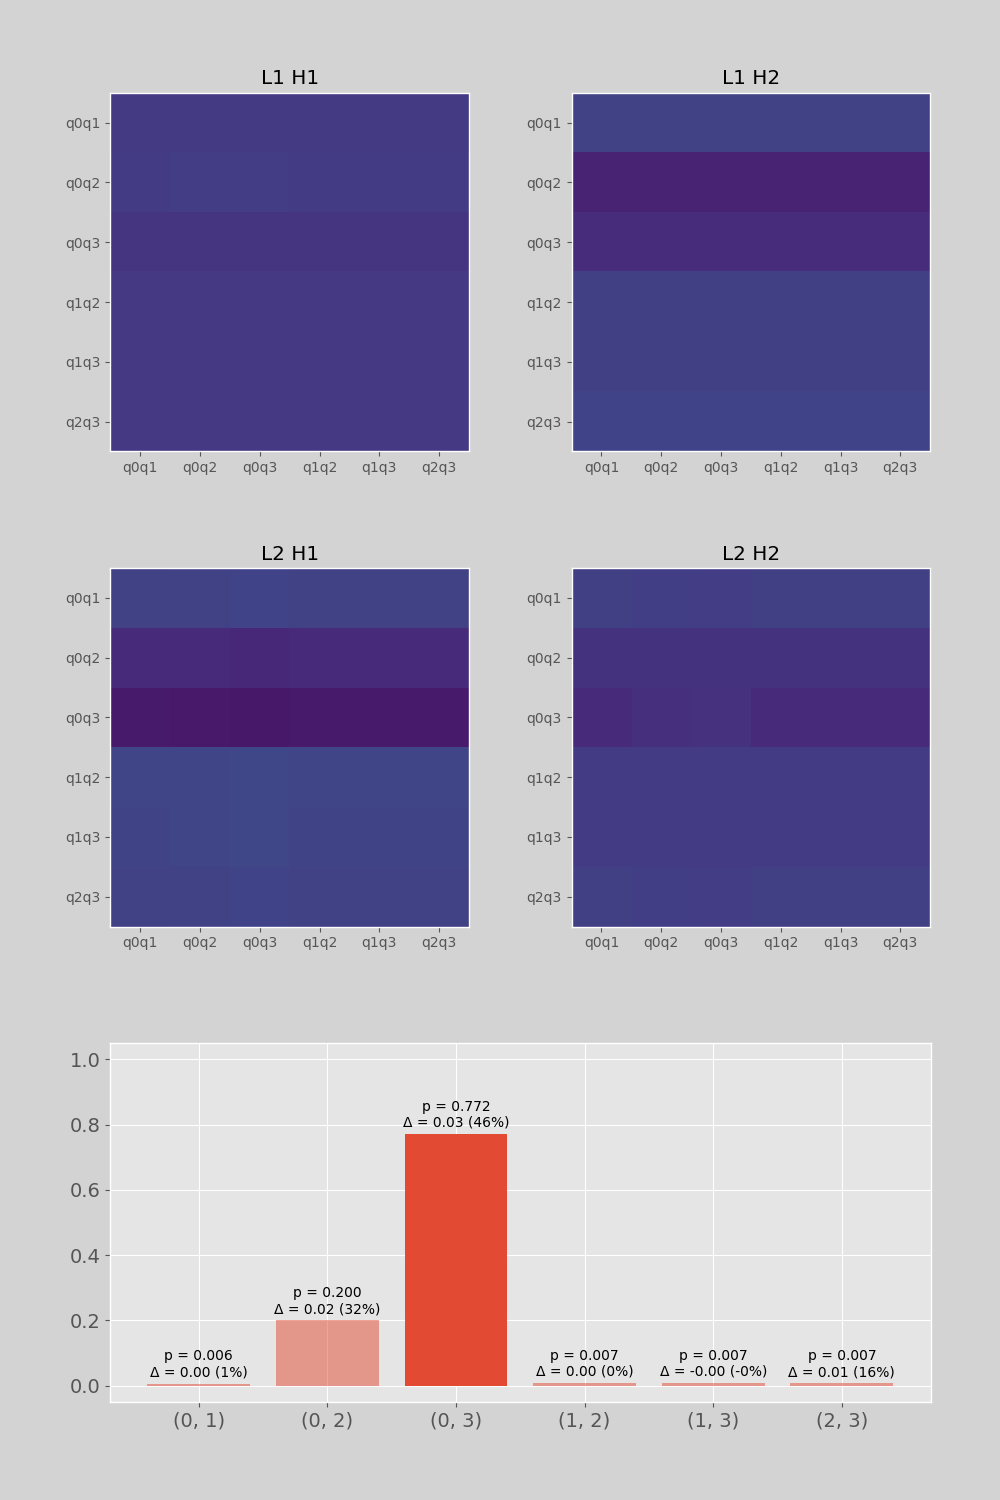 L1 H1
q0q1
q0q2
q0q3
q1q2
q1q3
q2q3
q0q1 q0q2 q0q3 q1q2 q1q3 q2q3
L1 H2
q0q1
q0q2
q0q3
q1q2
q1q3
q2q3
q0q1 q0q2 q0q3 q1q2 q1q3 q2q3
L2 H1
q0q1
q0q2
q0q3
q1q2
q1q3
q2q3
q0q1 q0q2 q0q3 q1q2 q1q3 q2q3
L2 H2
q0q1
q0q2
q0q3
q1q2
q1q3
q2q3
q0q1 q0q2 q0q3 q1q2 q1q3 q2q3
1.0
0.8
0.6
0.4
0.2
0.0
p = 0.006
Δ = 0.00 (1%)
p = 0.200
Δ = 0.02 (32%)
p = 0.772
Δ = 0.03 (46%)
p = 0.007
Δ = 0.00 (0%)
p = 0.007
Δ = -0.00 (-0%)
p = 0.007
Δ = 0.01 (16%)
(0, 1) (0, 2) (0, 3) (1, 2) (1, 3) (2, 3)